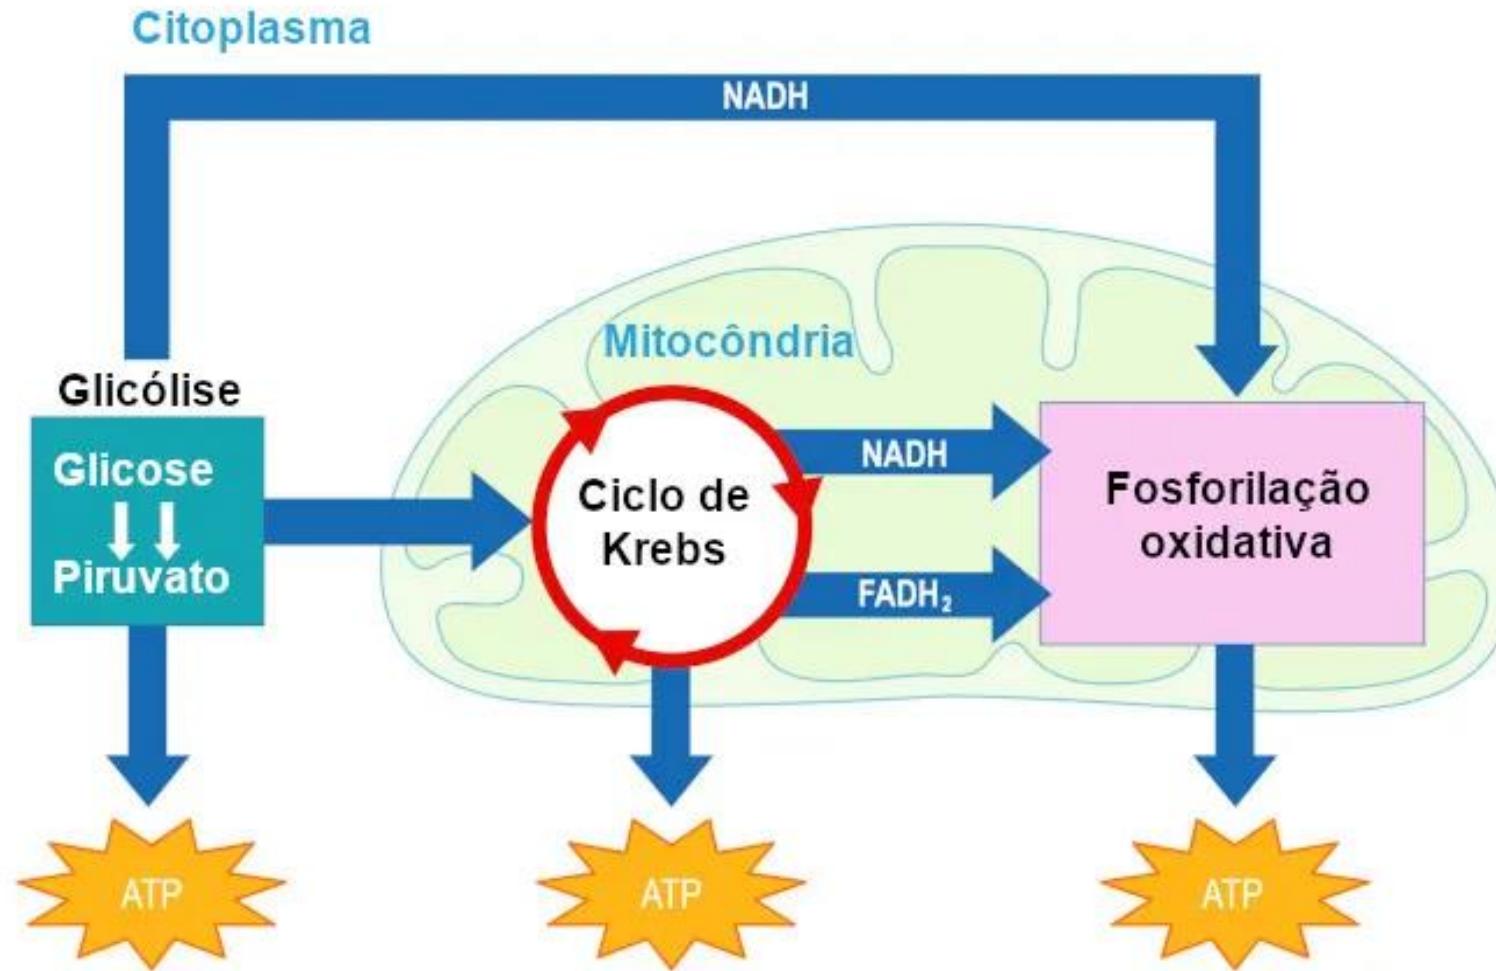 Citoplasma
NADH
Mitocôndria
Glicólise
Glicose
Piruvato
Ciclo de
Krebs
NADH
FADH₂
Fosforilação
oxidativa
ATP
ATP
ATP